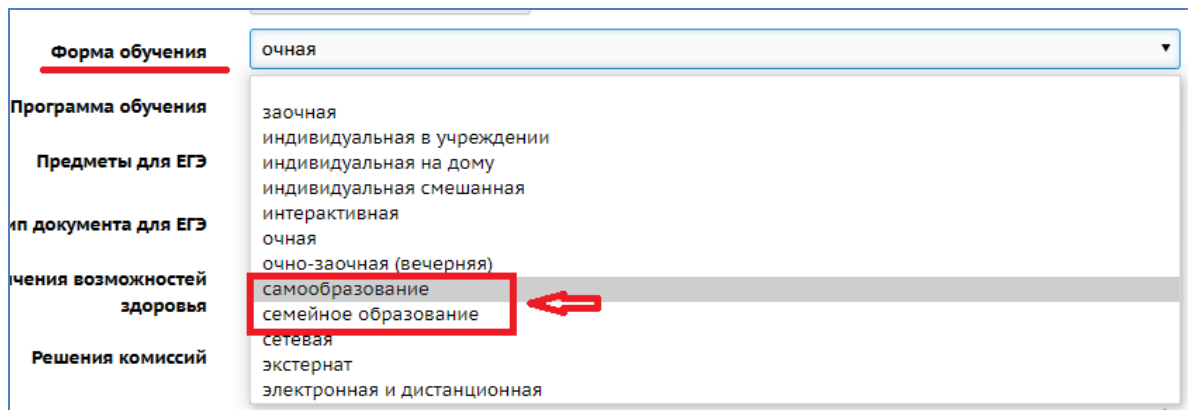 Форма обучения
очная
Программа обучения
заочная
индивидуальная в учреждении
Предметы для ЕГЭ
индивидуальная на дому
индивидуальная смешанная
интерактивная
ип документа для ЕГЭ
очная
очно-заочная (вечерняя)
чения возможностей
здоровья
самообразование
семейное образование
сетевая
Решения комиссий
экстернат
электронная и дистанционная